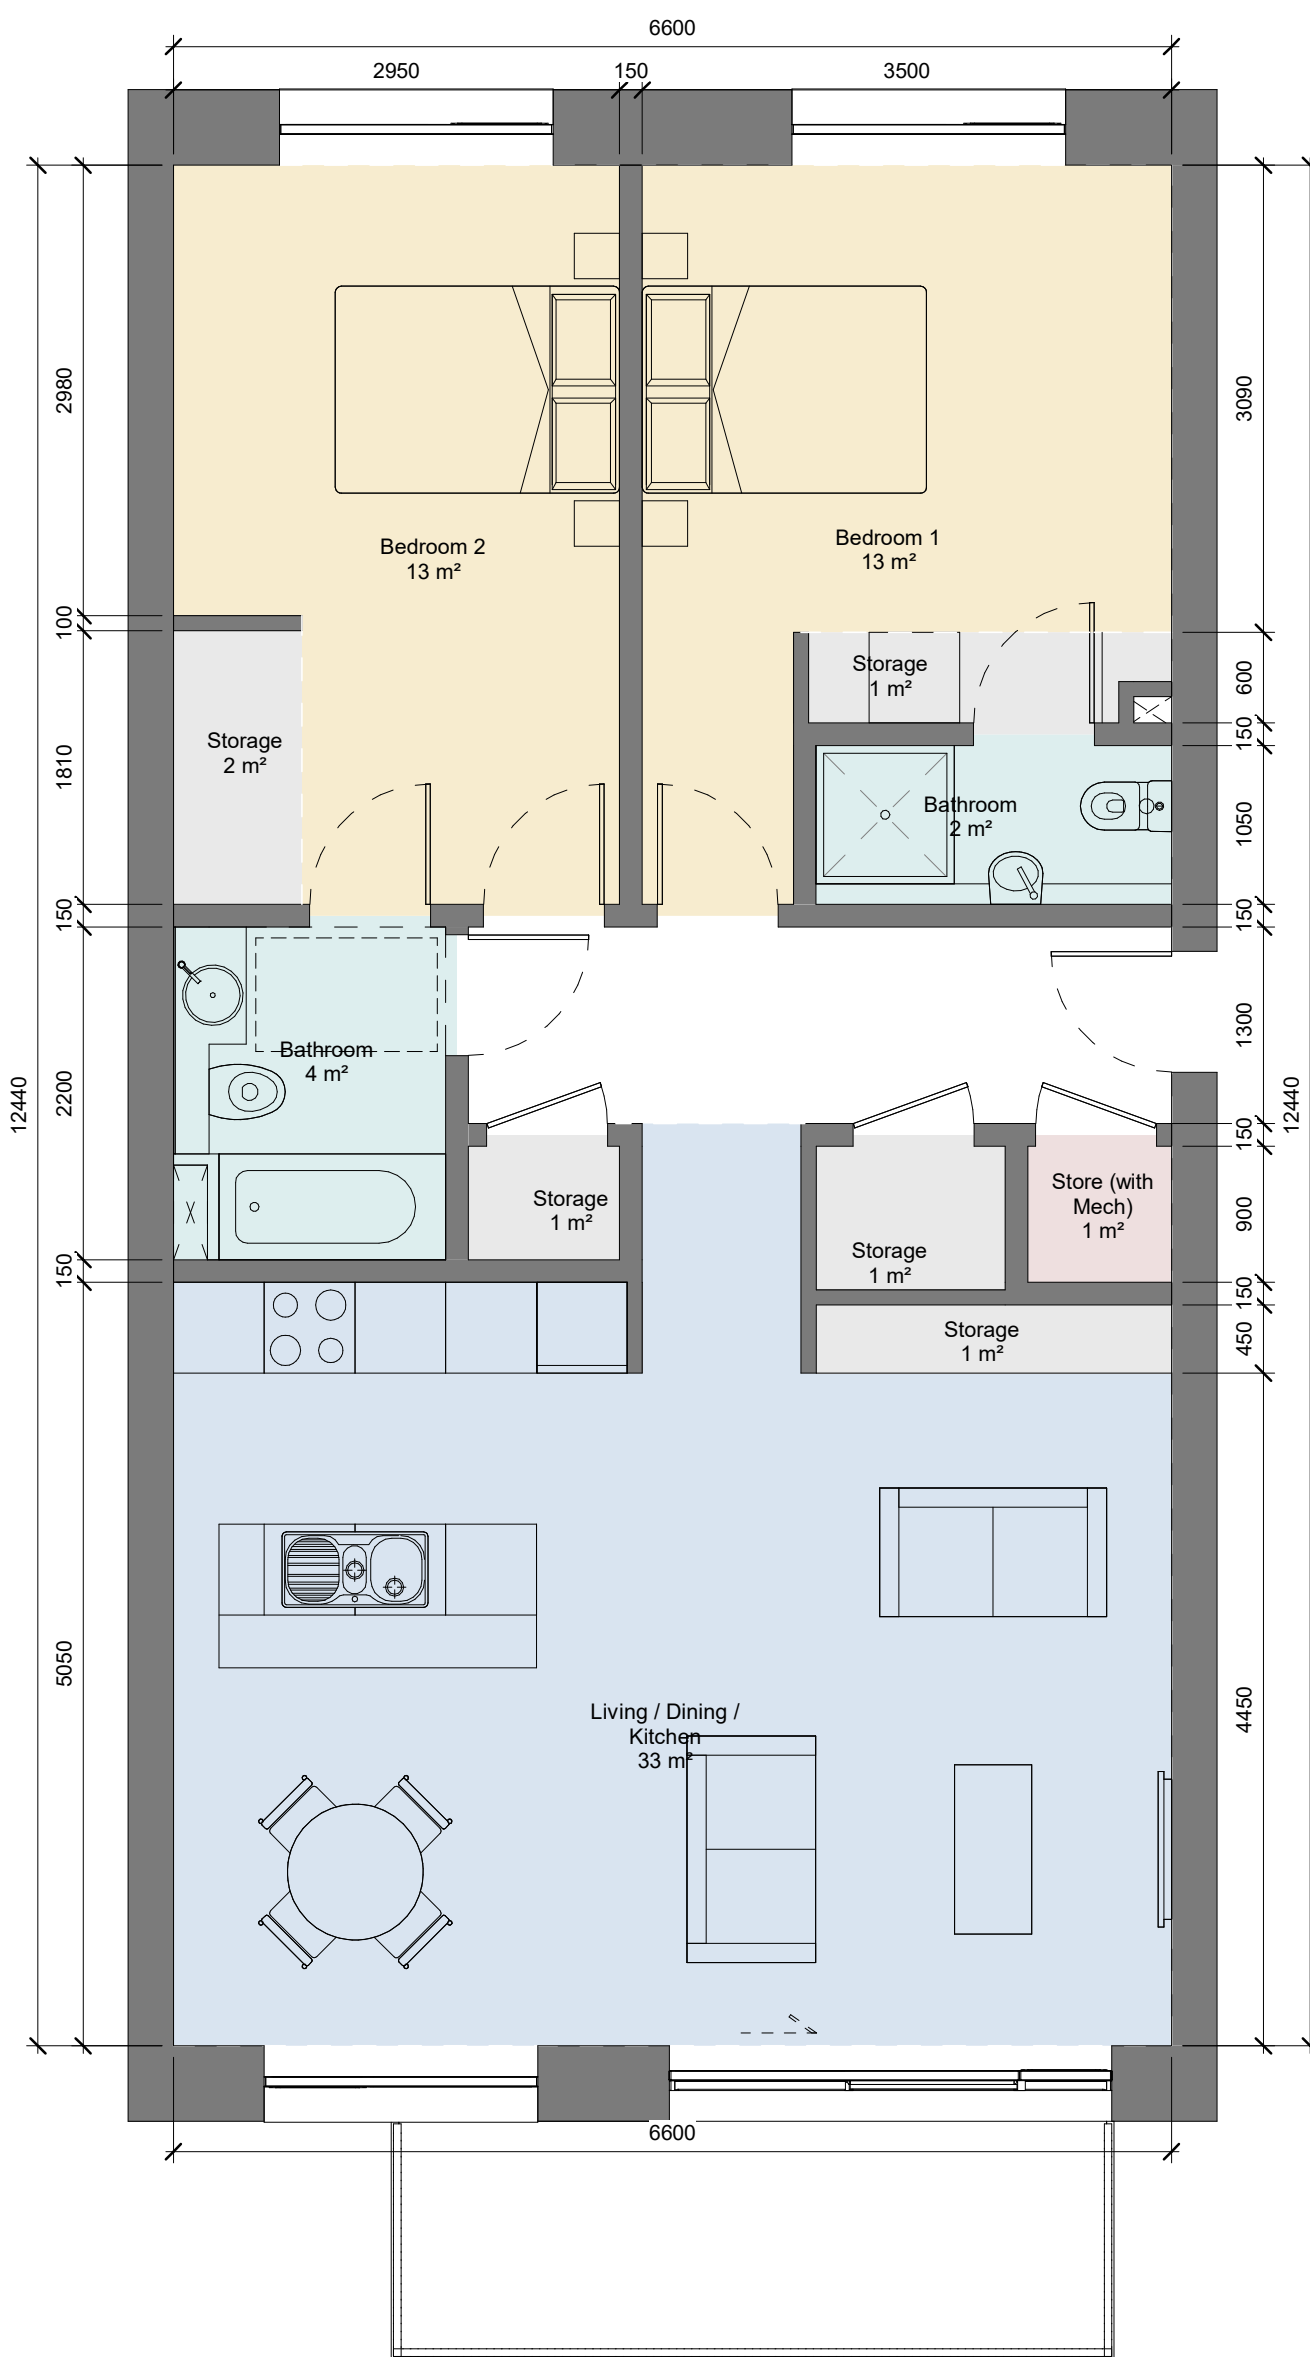 6600
2950
150
3500
2980
3090
Bedroom 2
13 m²
Bedroom 1
13 m²
100
600
Storage
1 m²
150
Storage
2 m²
1810
Bathroom
2 m²
1050
150
150
1300
Bathroom
4 m²
12440
2200
12440
150
Storage
1 m²
Store (with
Mech)
1 m²
900
Storage
1 m²
150
150
Storage
1 m²
450
5050
4450
Living / Dining /
Kitchen
33 m²
6600